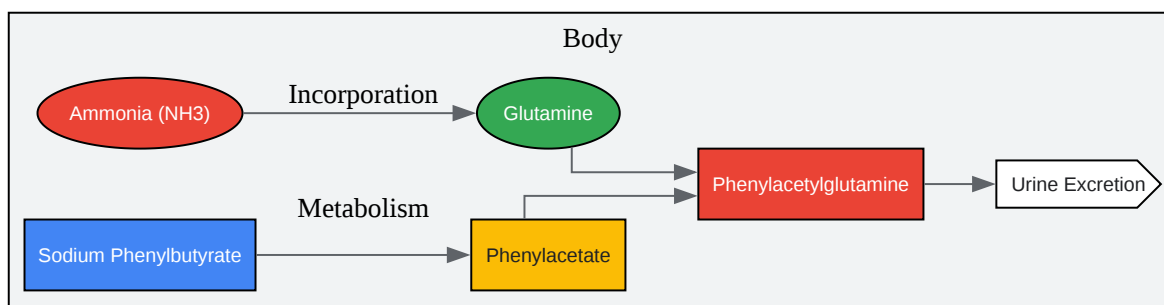 Body
Ammonia (NH3)
Incorporation
Glutamine
Phenylacetylglutamine
Urine Excretion
Metabolism
Sodium Phenylbutyrate
Phenylacetate